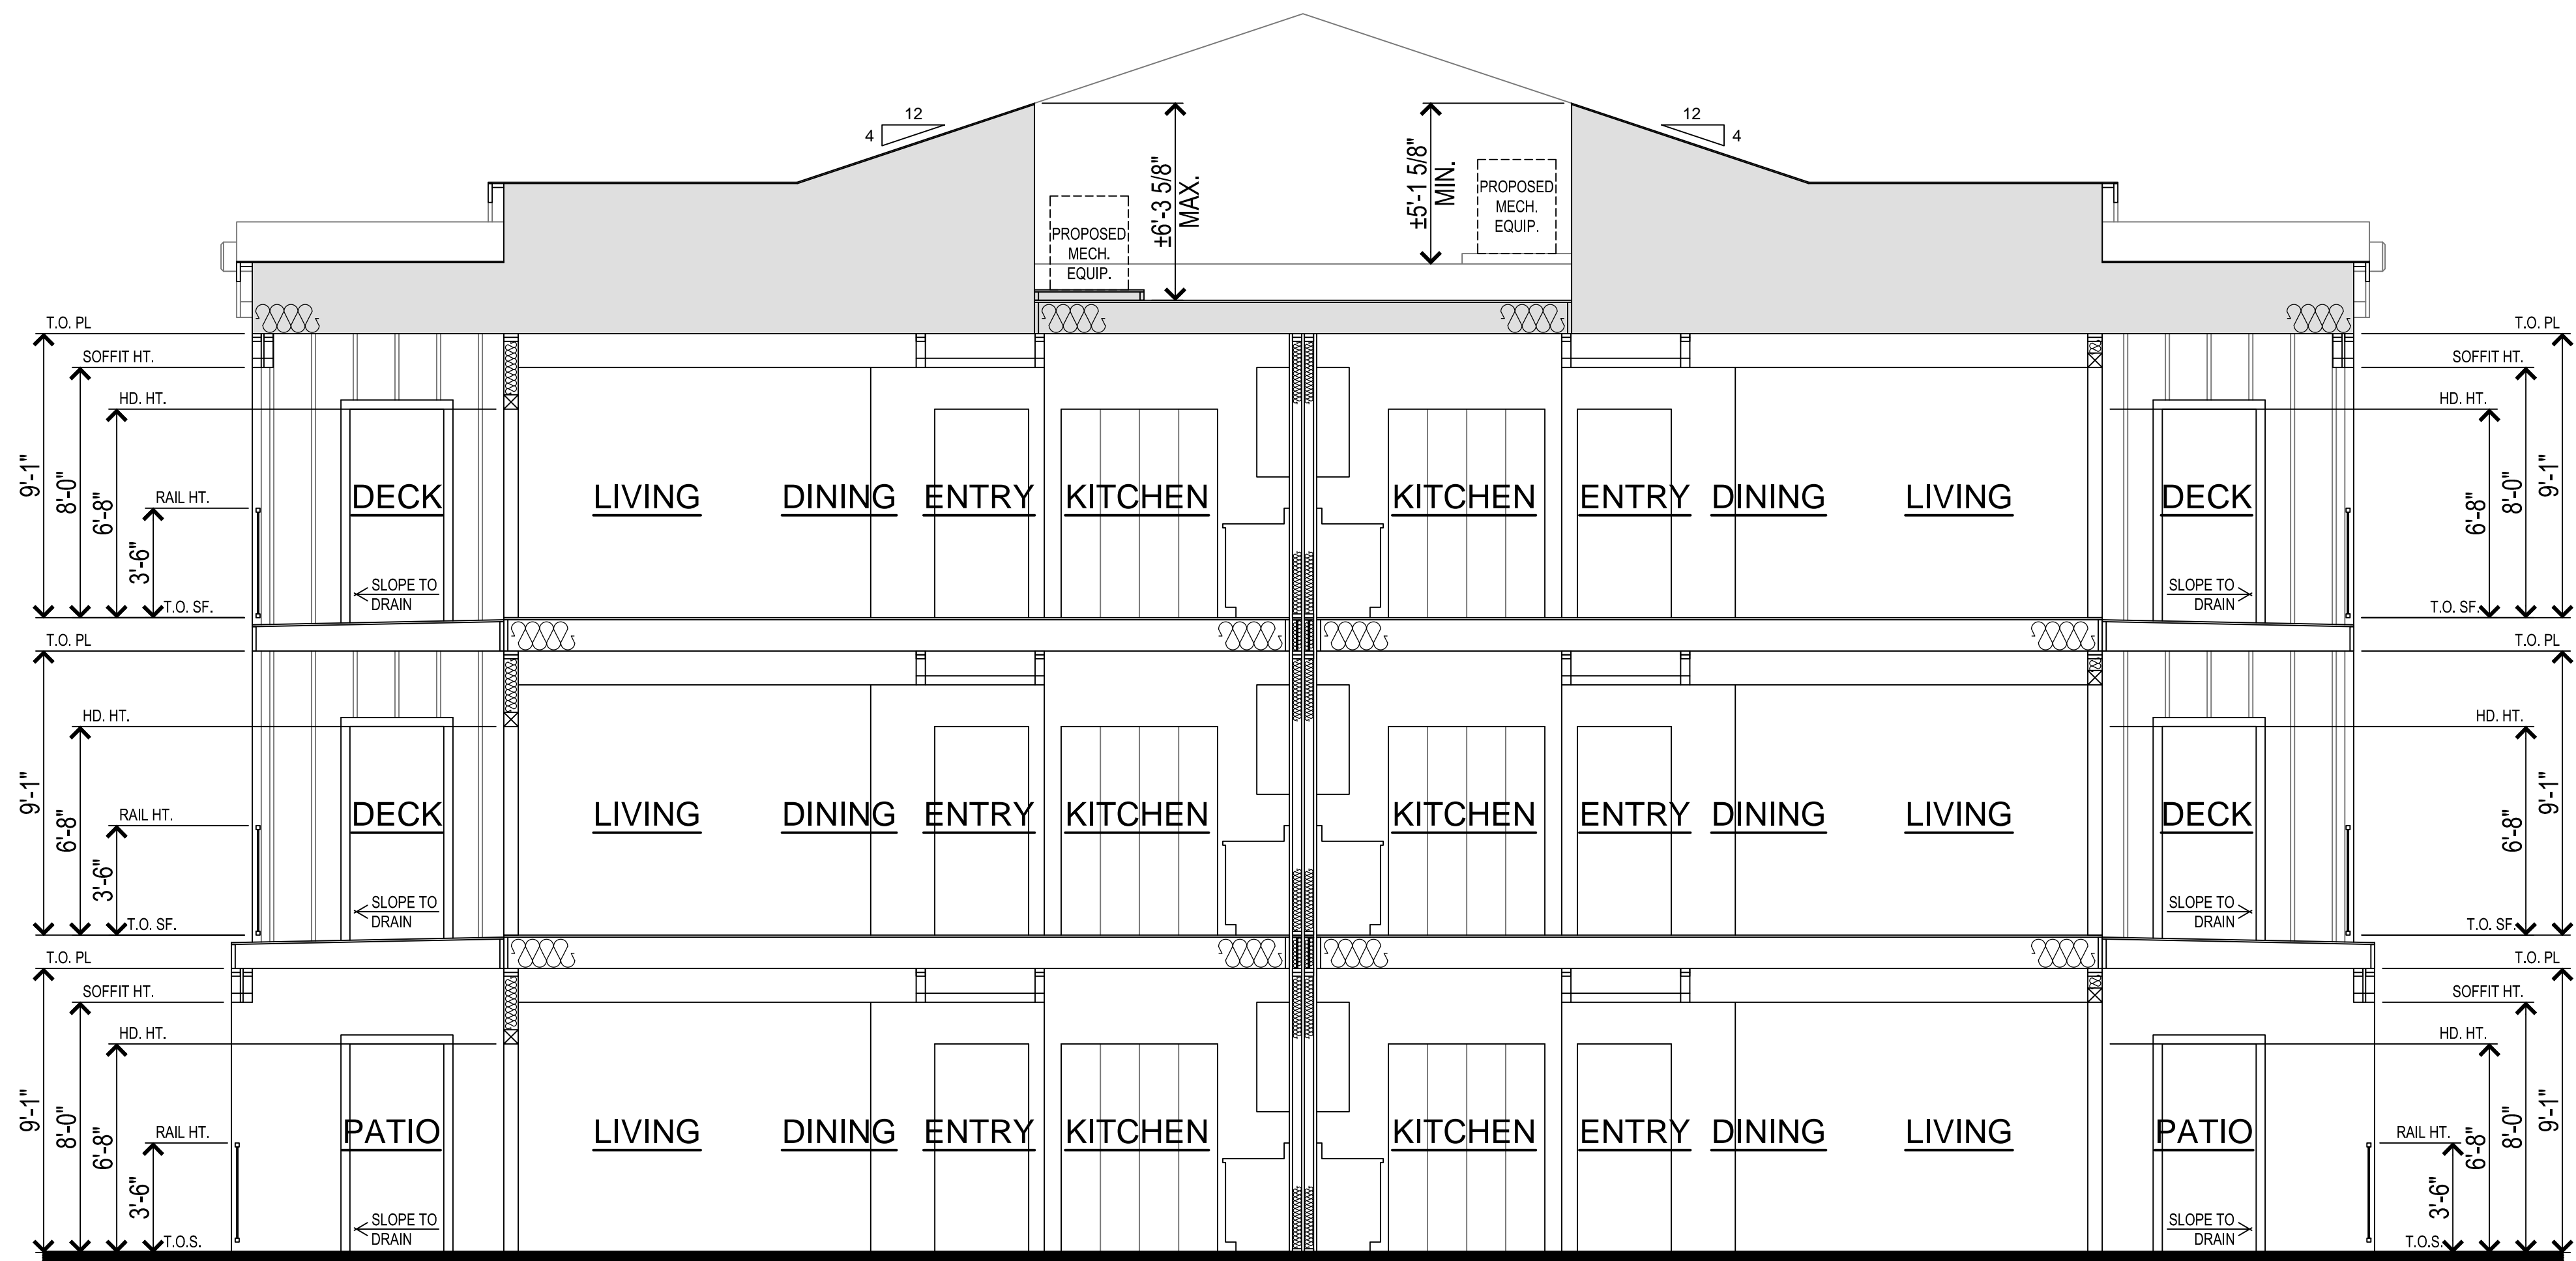 12
4
12
4
±6'-3 5/8"
MAX.
±5'-1 5/8"
MIN.
PROPOSED
MECH.
EQUIP.
PROPOSED
MECH.
EQUIP.
T.O. PL
SOFFIT HT.
HD. HT.
RAIL HT.
T.O. SF.
9'-1"
8'-0"
6'-8"
3'-6"
DECK
LIVING
DINING
ENTRY
KITCHEN
KITCHEN
ENTRY
DINING
LIVING
DECK
SLOPE TO
DRAIN
SLOPE TO
DRAIN
T.O. PL
SOFFIT HT.
HD. HT.
T.O. SF.
6'-8"
8'-0"
9'-1"
T.O. PL
HD. HT.
RAIL HT.
T.O. SF.
9'-1"
6'-8"
3'-6"
DECK
LIVING
DINING
ENTRY
KITCHEN
KITCHEN
ENTRY
DINING
LIVING
DECK
SLOPE TO
DRAIN
SLOPE TO
DRAIN
T.O. PL
HD. HT.
T.O. SF.
6'-8"
9'-1"
T.O. PL
SOFFIT HT.
HD. HT.
RAIL HT.
T.O.S.
9'-1"
8'-0"
6'-8"
3'-6"
PATIO
LIVING
DINING
ENTRY
KITCHEN
KITCHEN
ENTRY
DINING
LIVING
PATIO
SLOPE TO
DRAIN
SLOPE TO
DRAIN
T.O. PL
SOFFIT HT.
HD. HT.
RAIL HT.
T.O.S.
3'-6"
6'-8"
8'-0"
9'-1"